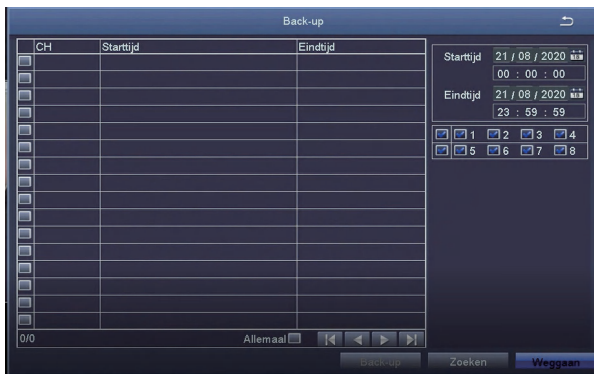 Back-up
CH Starttijd Eindtijd
Starttijd 21 / 08 / 2020
00 : 00 : 00
Eindtijd 21 / 08 / 2020
23 : 59 : 59
1 2 3 4
5 6 7 8
0/0 Allemaal
Back-up Zoeken Weggaan